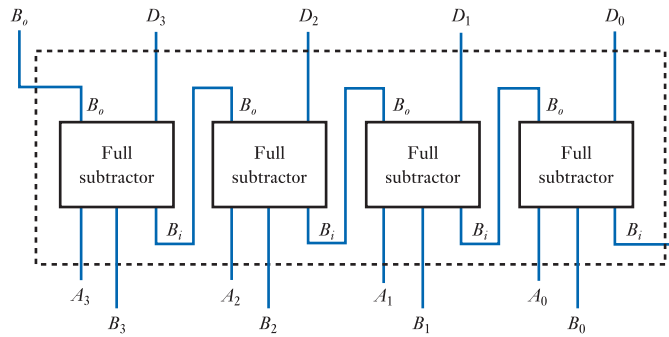 Bₒ D₃ D₂ D₁ D₀
Bₒ Bₒ Bₒ Bₒ
Full subtractor Full subtractor Full subtractor Full subtractor
Bᵢ Bᵢ Bᵢ Bᵢ
A₃ A₂ A₁ A₀
B₃ B₂ B₁ B₀